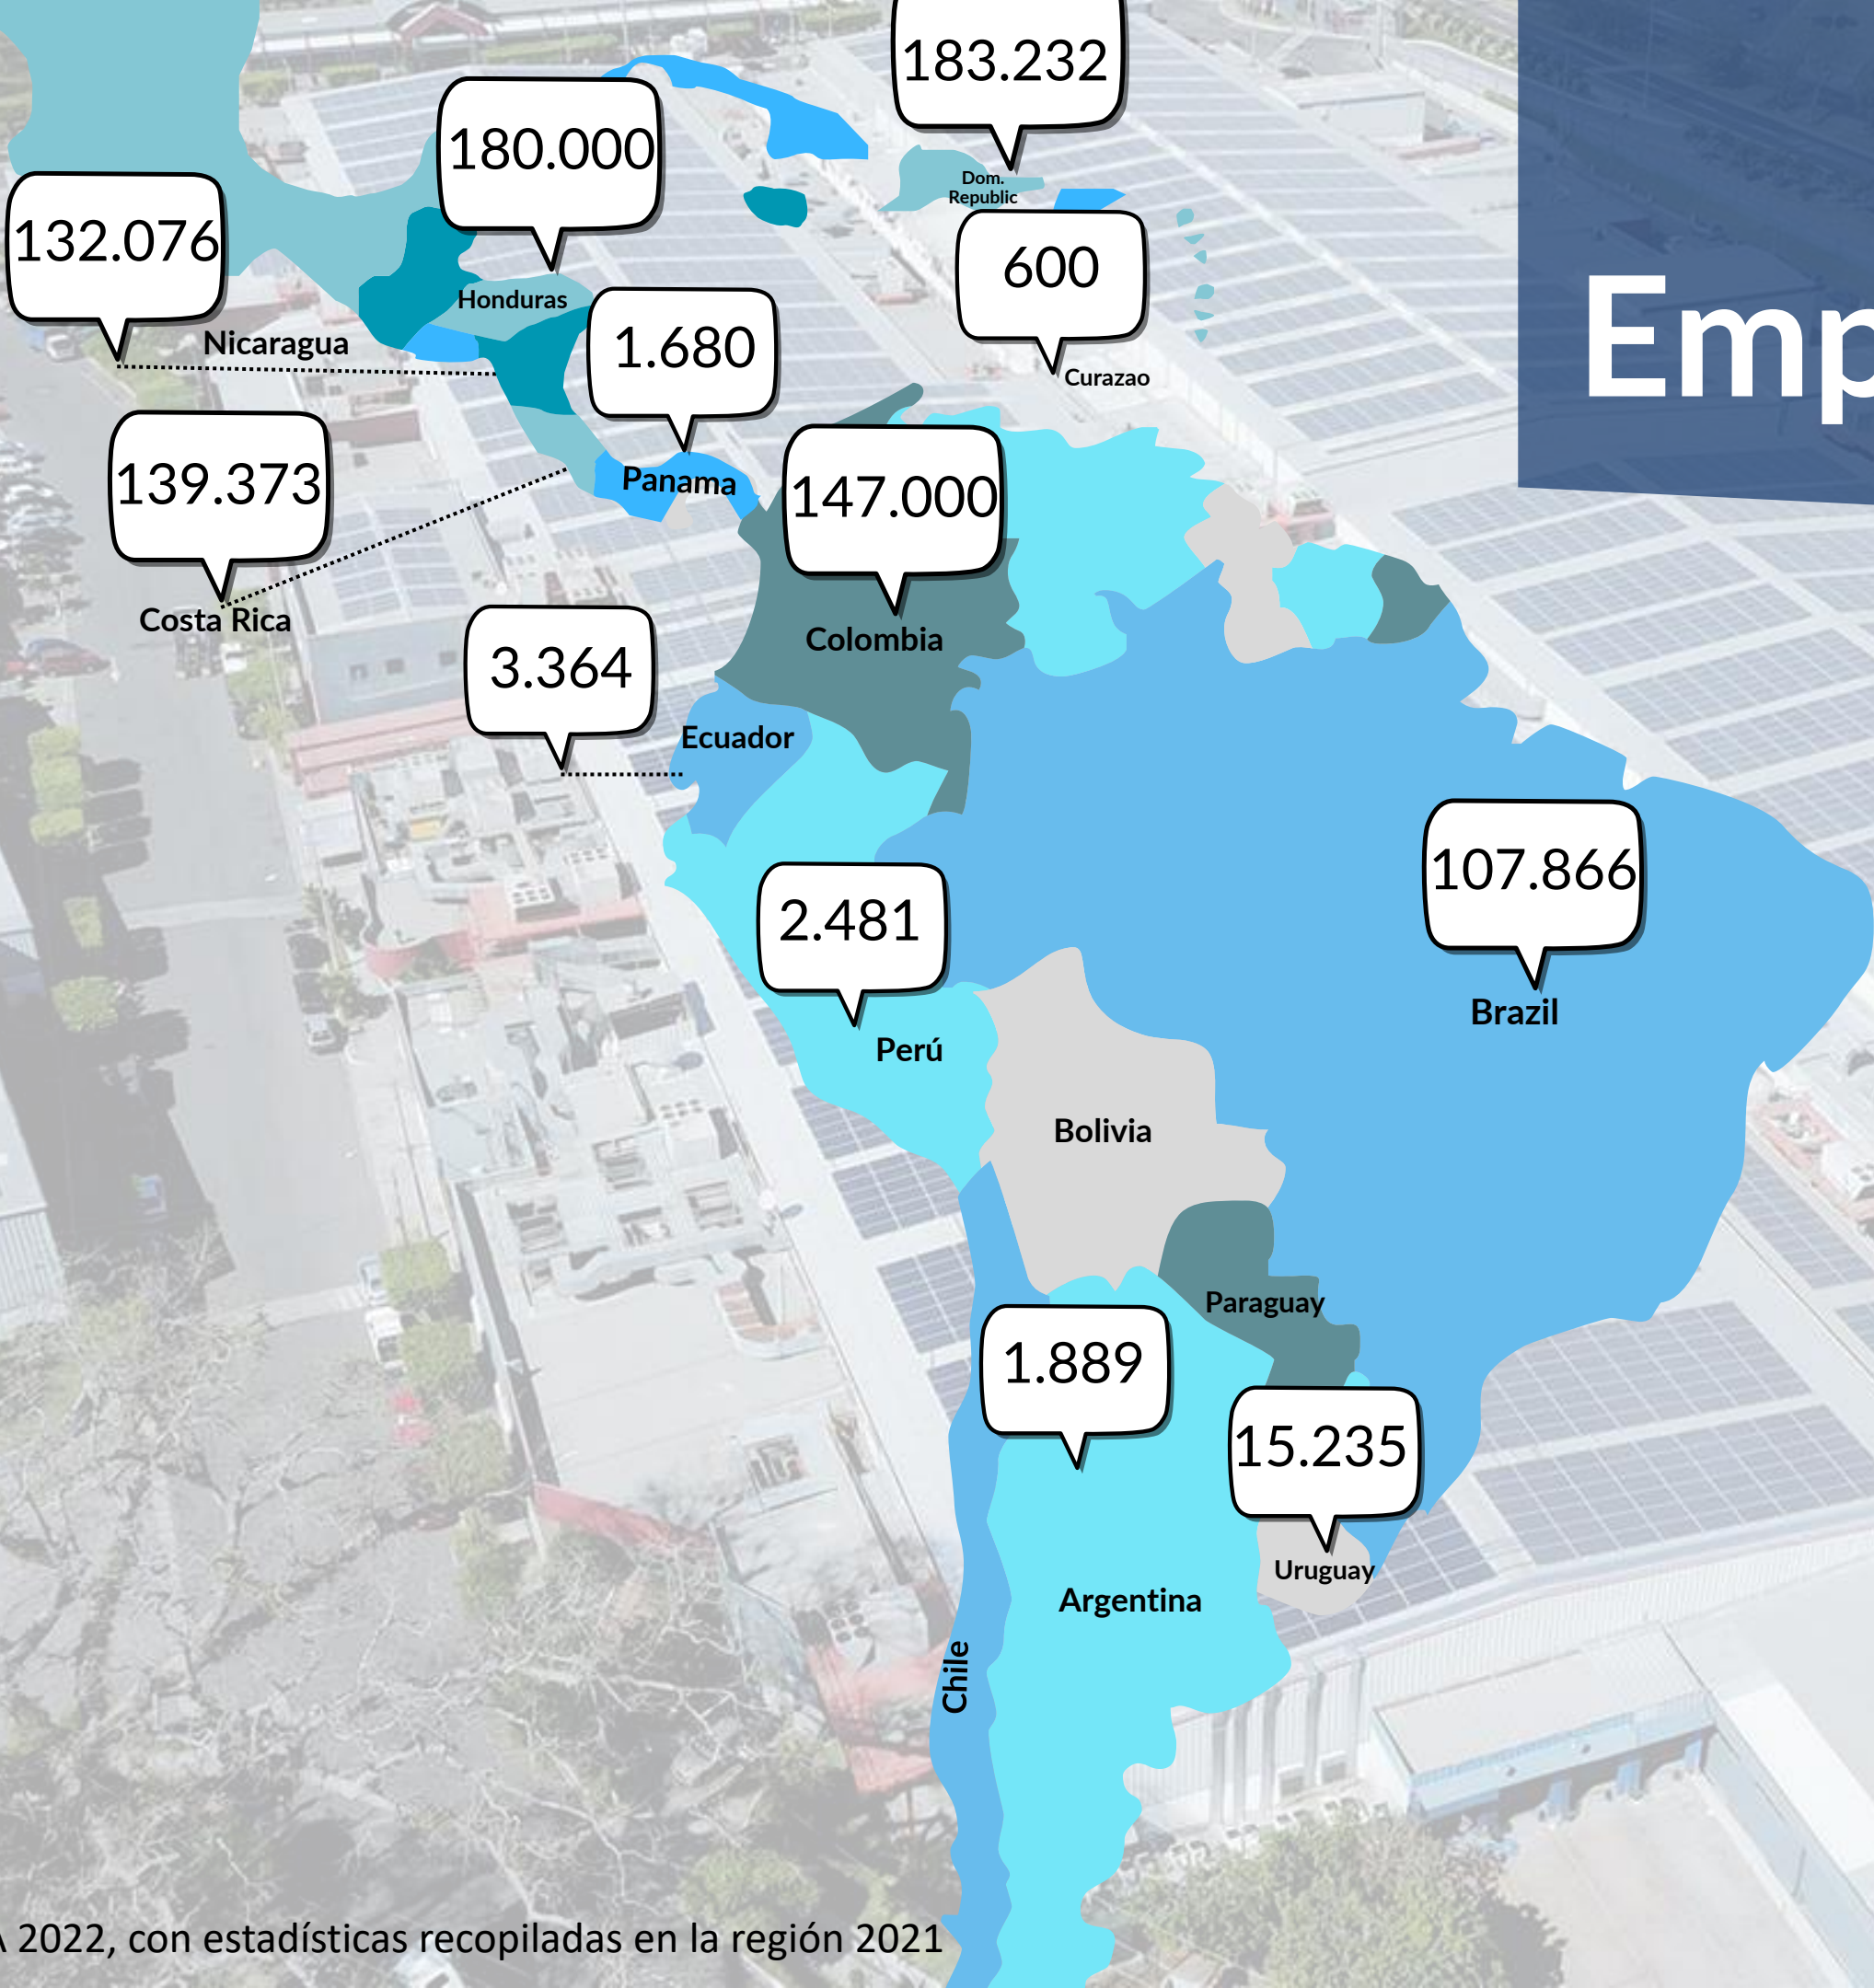 183.232
180.000
Dom.
Republic
132.076
600
Emp
Honduras
Nicaragua
1.680
Curazao
139.373
Panama
147.000
Costa Rica
Colombia
3.364
Ecuador
107.866
2.481
Brazil
Perú
Bolivia
Paraguay
1.889
15.235
Uruguay
Argentina
Chile
2022, con estadísticas recopiladas en la región 2021